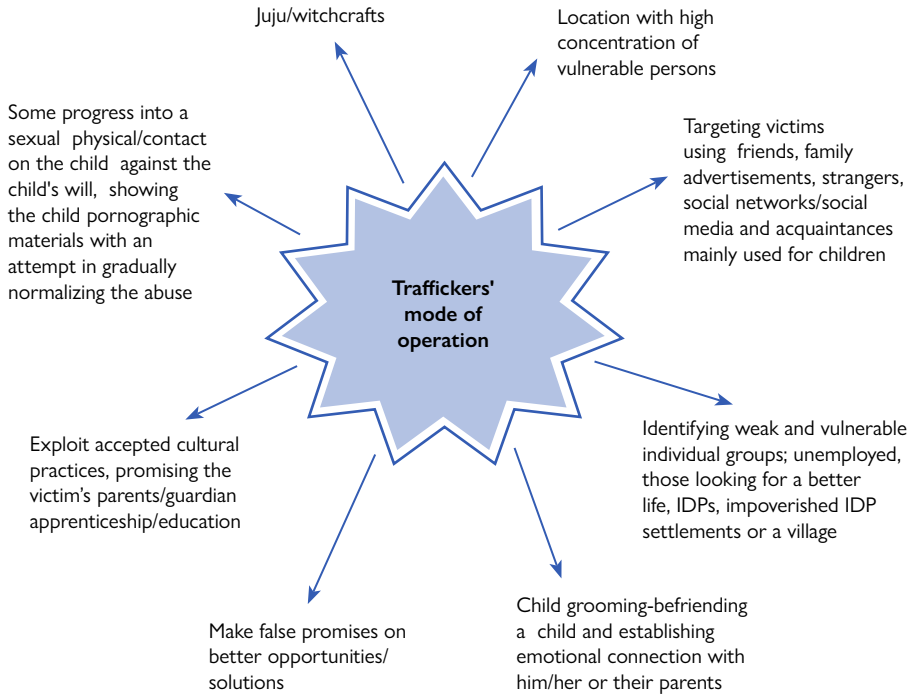 Juju/witchcrafts
Location with high
concentration of
vulnerable persons
Some progress into a
sexual physical/contact
on the child against the
child's will, showing
the child pornographic
materials with an
attempt in gradually
normalizing the abuse
Targeting victims
using friends, family
advertisements, strangers,
social networks/social
media and acquaintances
mainly used for children
Traffickers'
mode of
operation
Exploit accepted cultural
practices, promising the
victim's parents/guardian
apprenticeship/education
Identifying weak and vulnerable
individual groups; unemployed,
those looking for a better
life, IDPs, impoverished IDP
settlements or a village
Make false promises on
better opportunities/
solutions
Child grooming-befriending
a child and establishing
emotional connection with
him/her or their parents